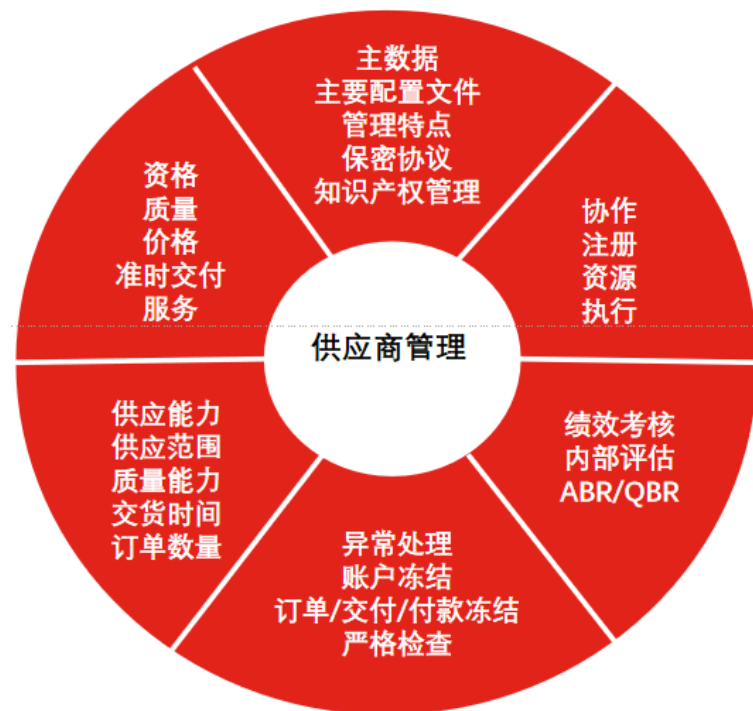 主数据
主要配置文件
管理特点
保密协议
知识产权管理
协作
注册
资源
执行
绩效考核
内部评估
ABR/QBR
异常处理
账户冻结
订单/交付/付款冻结
严格检查
供应能力
供应范围
质量能力
交货时间
订单数量
资格
质量
价格
准时交付
服务
供应商管理